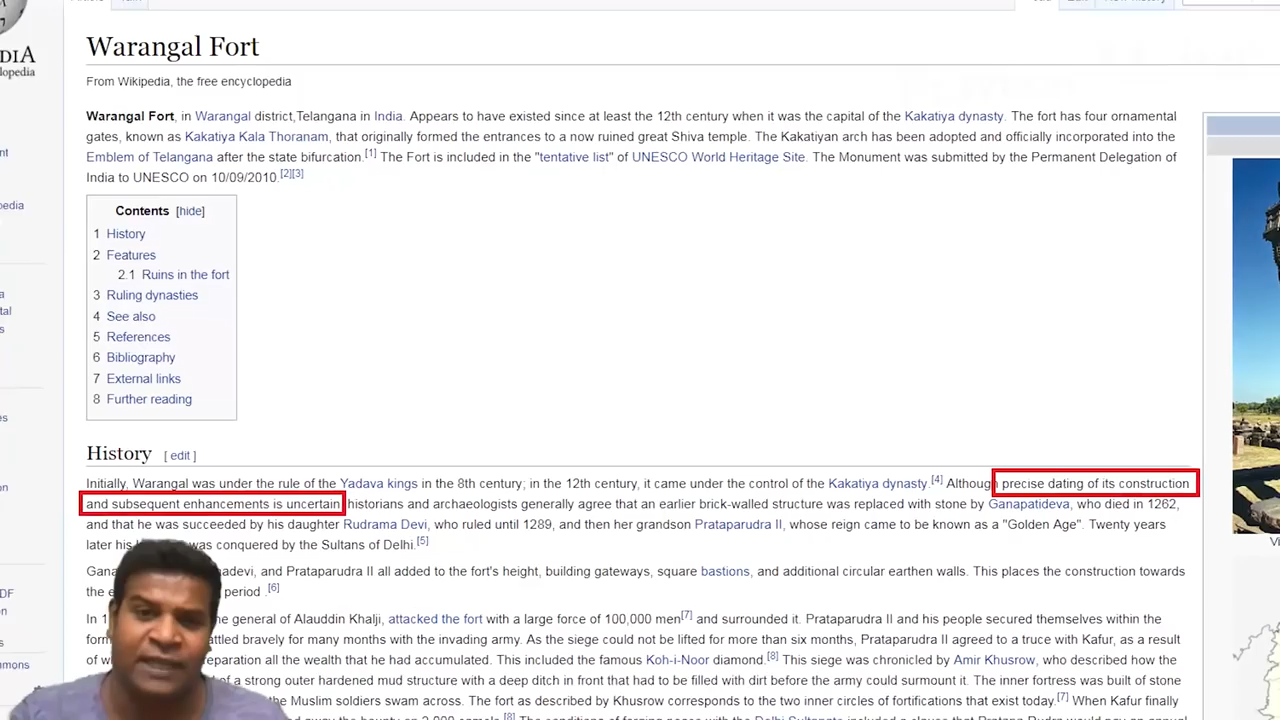 DIA
clopedia
nt
pedia
a
tal
s
es
on
DF
n
s
mmons
Warangal Fort
From Wikipedia, the free encyclopedia
Warangal Fort, in Warangal district,Telangana in India. Appears to have existed since at least the 12th century when it was the capital of the Kakatiya dynasty. The fort has four ornamental
gates, known as Kakatiya Kala Thoranam, that originally formed the entrances to a now ruined great Shiva temple. The Kakatiyan arch has been adopted and officially incorporated into the
Emblem of Telangana after the state bifurcation.[1] The Fort is included in the "tentative list" of UNESCO World Heritage Site. The Monument was submitted by the Permanent Delegation of
India to UNESCO on 10/09/2010.[2][3]
Contents [hide]
1 History
2 Features
2.1 Ruins in the fort
3 Ruling dynasties
4 See also
5 References
6 Bibliography
7 External links
8 Further reading
History [ edit ]
Initially, Warangal was under the rule of the Yadava kings in the 8th century; in the 12th century, it came under the control of the Kakatiya dynasty.[4] Although precise dating of its construction
and subsequent enhancements is uncertain historians and archaeologists generally agree that an earlier brick-walled structure was replaced with stone by Ganapatideva, who died in 1262,
and that he was succeeded by his daughter Rudrama Devi, who ruled until 1289, and then her grandson Prataparudra II, whose reign came to be known as a "Golden Age". Twenty years
later his was conquered by the Sultans of Delhi.[5]
Gana adevi, and Prataparudra II all added to the fort's height, building gateways, square bastions, and additional circular earthen walls. This places the construction towards
the e period .[6]
In 1 e general of Alauddin Khalji, attacked the fort with a large force of 100,000 men[7] and surrounded it. Prataparudra II and his people secured themselves within the
for ttled bravely for many months with the invading army. As the siege could not be lifted for more than six months, Prataparudra II agreed to a truce with Kafur, as a result
of w reparation all the wealth that he had accumulated. This included the famous Koh-i-Noor diamond.[8] This siege was chronicled by Amir Khusrow, who described how the
of a strong outer hardened mud structure with a deep ditch in front that had to be filled with dirt before the army could surmount it. The inner fortress was built of stone
the Muslim soldiers swam across. The fort as described by Khusrow corresponds to the two inner circles of fortifications that exist today.[7] When Kafur finally